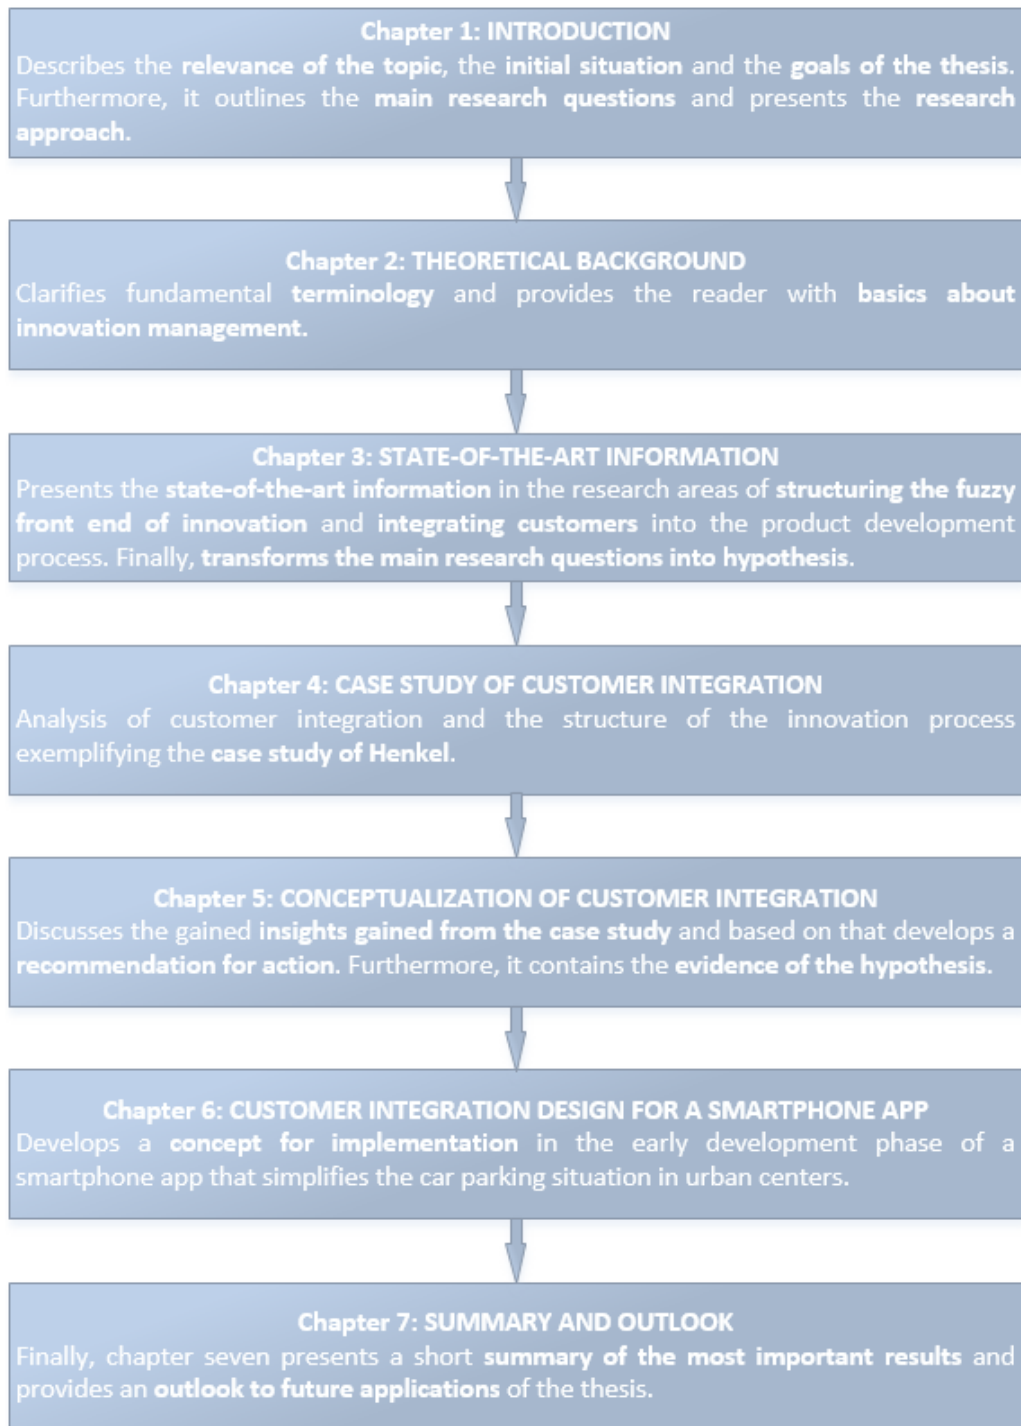 Chapter 1: INTRODUCTION
Describes the relevance of the topic, the initial situation and the goals of the thesis.
Furthermore, it outlines the main research questions and presents the research
approach.
Chapter 2: THEORETICAL BACKGROUND
Clarifies fundamental terminology and provides the reader with basics about
innovation management.
Chapter 3: STATE-OF-THE-ART INFORMATION
Presents the state-of-the-art information in the research areas of structuring the fuzzy
front end of innovation and integrating customers into the product development
process. Finally, transforms the main research questions into hypothesis.
Chapter 4: CASE STUDY OF CUSTOMER INTEGRATION
Analysis of customer integration and the structure of the innovation process
exemplifying the case study of Henkel.
Chapter 5: CONCEPTUALIZATION OF CUSTOMER INTEGRATION
Discusses the gained insights gained from the case study and based on that develops a
recommendation for action. Furthermore, it contains the evidence of the hypothesis.
Chapter 6: CUSTOMER INTEGRATION DESIGN FOR A SMARTPHONE APP
Develops a concept for implementation in the early development phase of a
smartphone app that simplifies the car parking situation in urban centers.
Chapter 7: SUMMARY AND OUTLOOK
Finally, chapter seven presents a short summary of the most important results and
provides an outlook to future applications of the thesis.